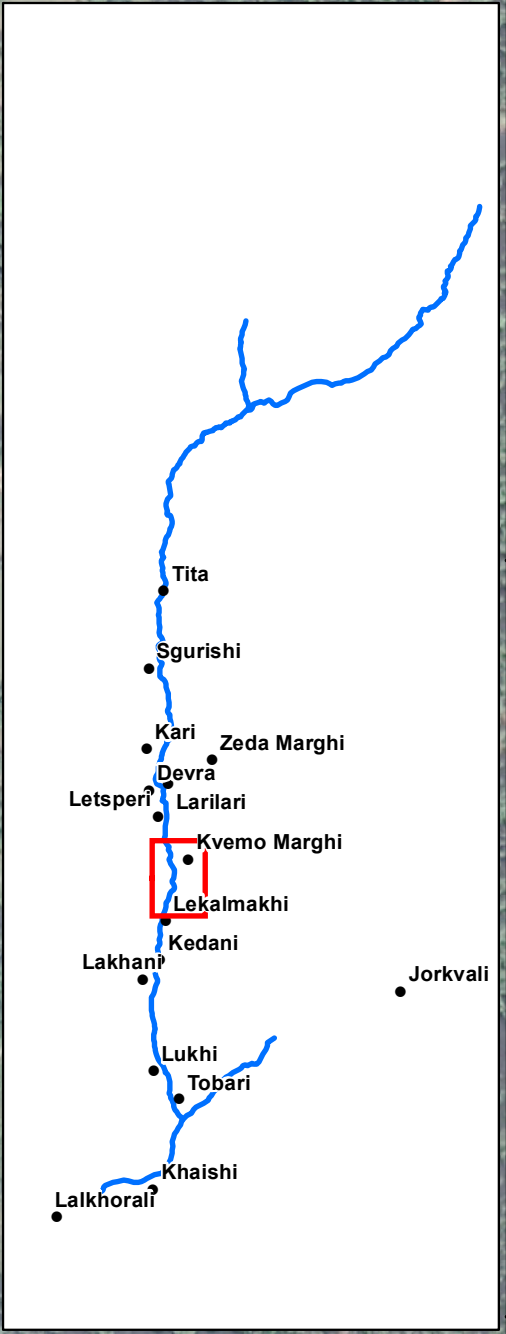 Tita
Sgurishi
Kari
Zeda Marghi
Devra
Letsperi
Larilari
Kvemo Marghi
Lekalmakhi
Kedani
Lakhani
Jorkvali
Lukhi
Tobari
Khaishi
Lalkhorali